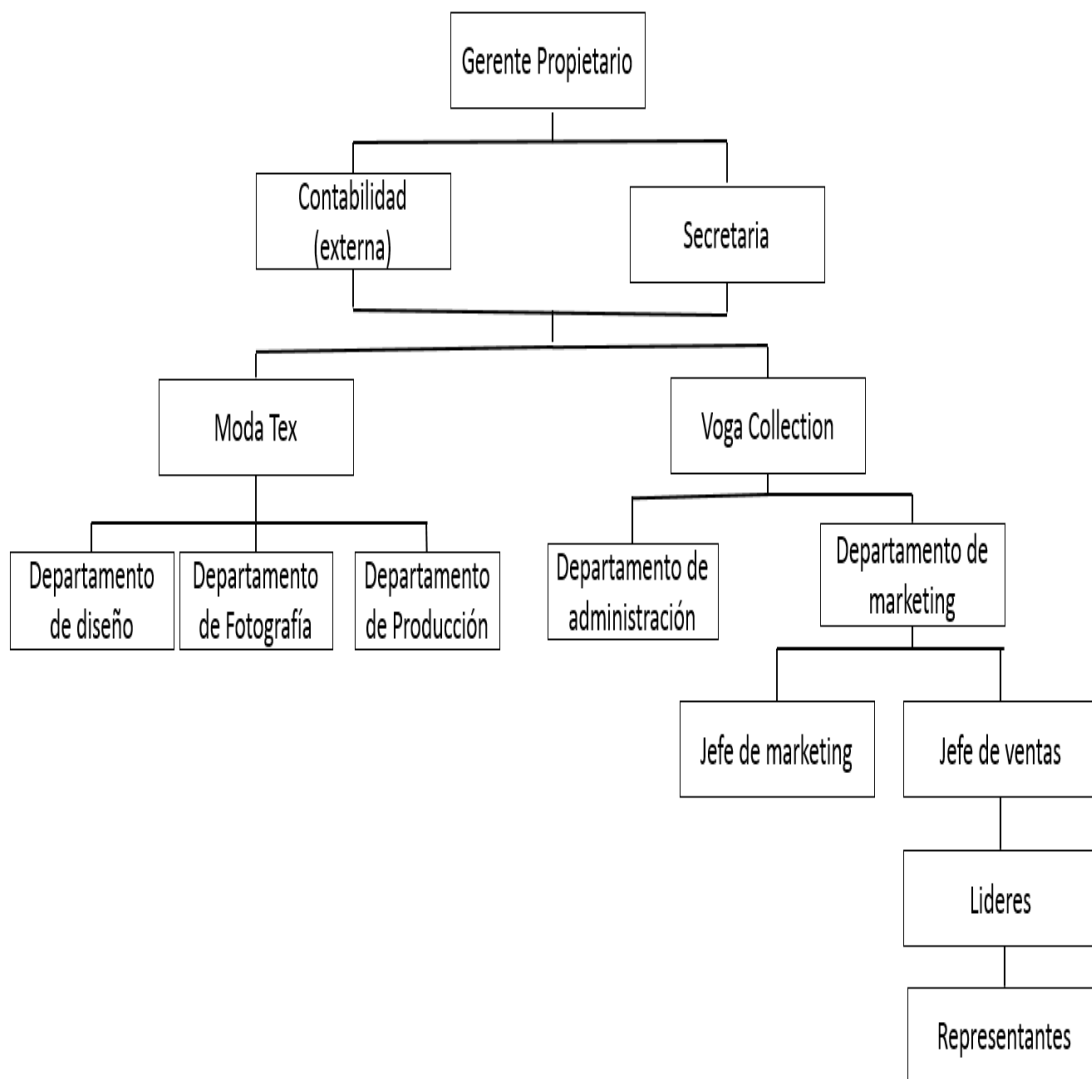 Gerente Propietario
Contabilidad
(externa)
Secretaria
Moda Tex
Voga Collection
Departamento
de diseño
Departamento
de Fotografía
Departamento
de Producción
Departamento de
administración
Departamento de
marketing
Jefe de marketing
Jefe de ventas
Lideres
Representantes